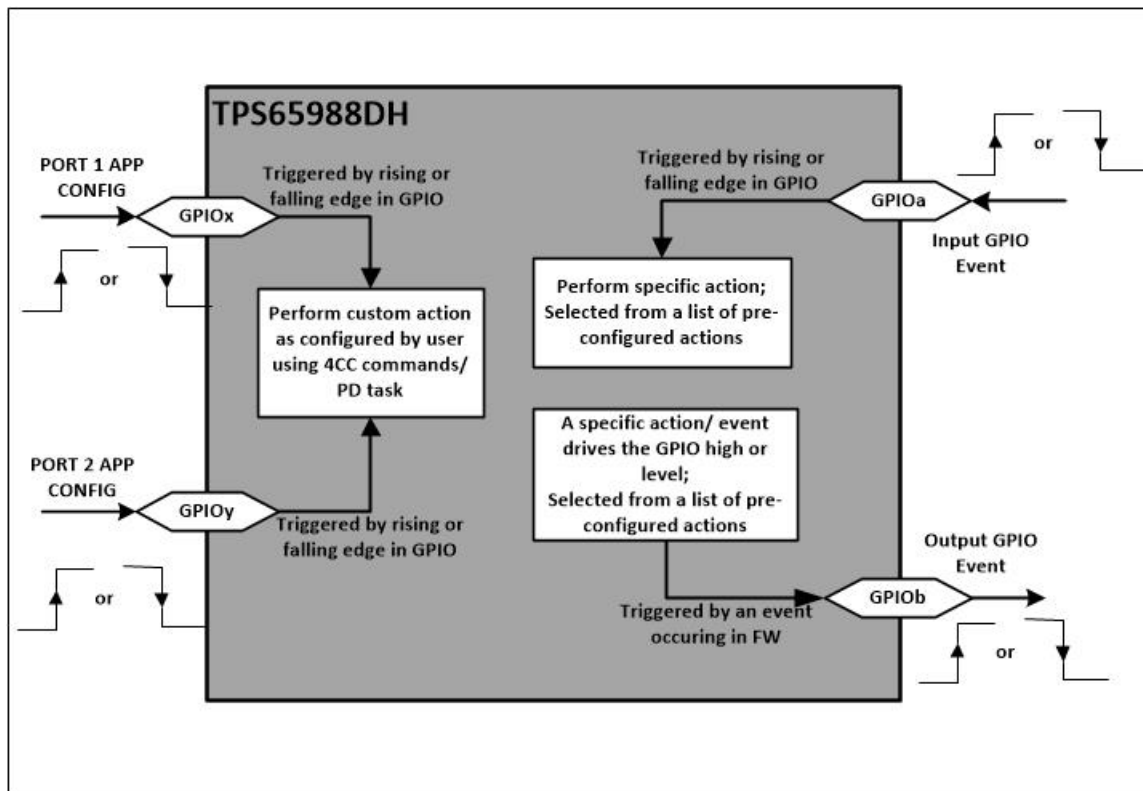 TPS65988DH
PORT 1 APP
CONFIG
GPIOx
or
Triggered by rising or
falling edge in GPIO
Perform custom action
as configured by user
using 4CC commands/
PD task
PORT 2 APP
CONFIG
GPIOy
or
Triggered by rising or
falling edge in GPIO
or
Triggered by rising or
falling edge in GPIO
GPIOa
Input GPIO
Event
Perform specific action;
Selected from a list of pre-
configured actions
A specific action/ event
drives the GPIO high or
level;
Selected from a list of pre-
configured actions
Triggered by an event
occuring in FW
GPIOb
Output GPIO
Event
or